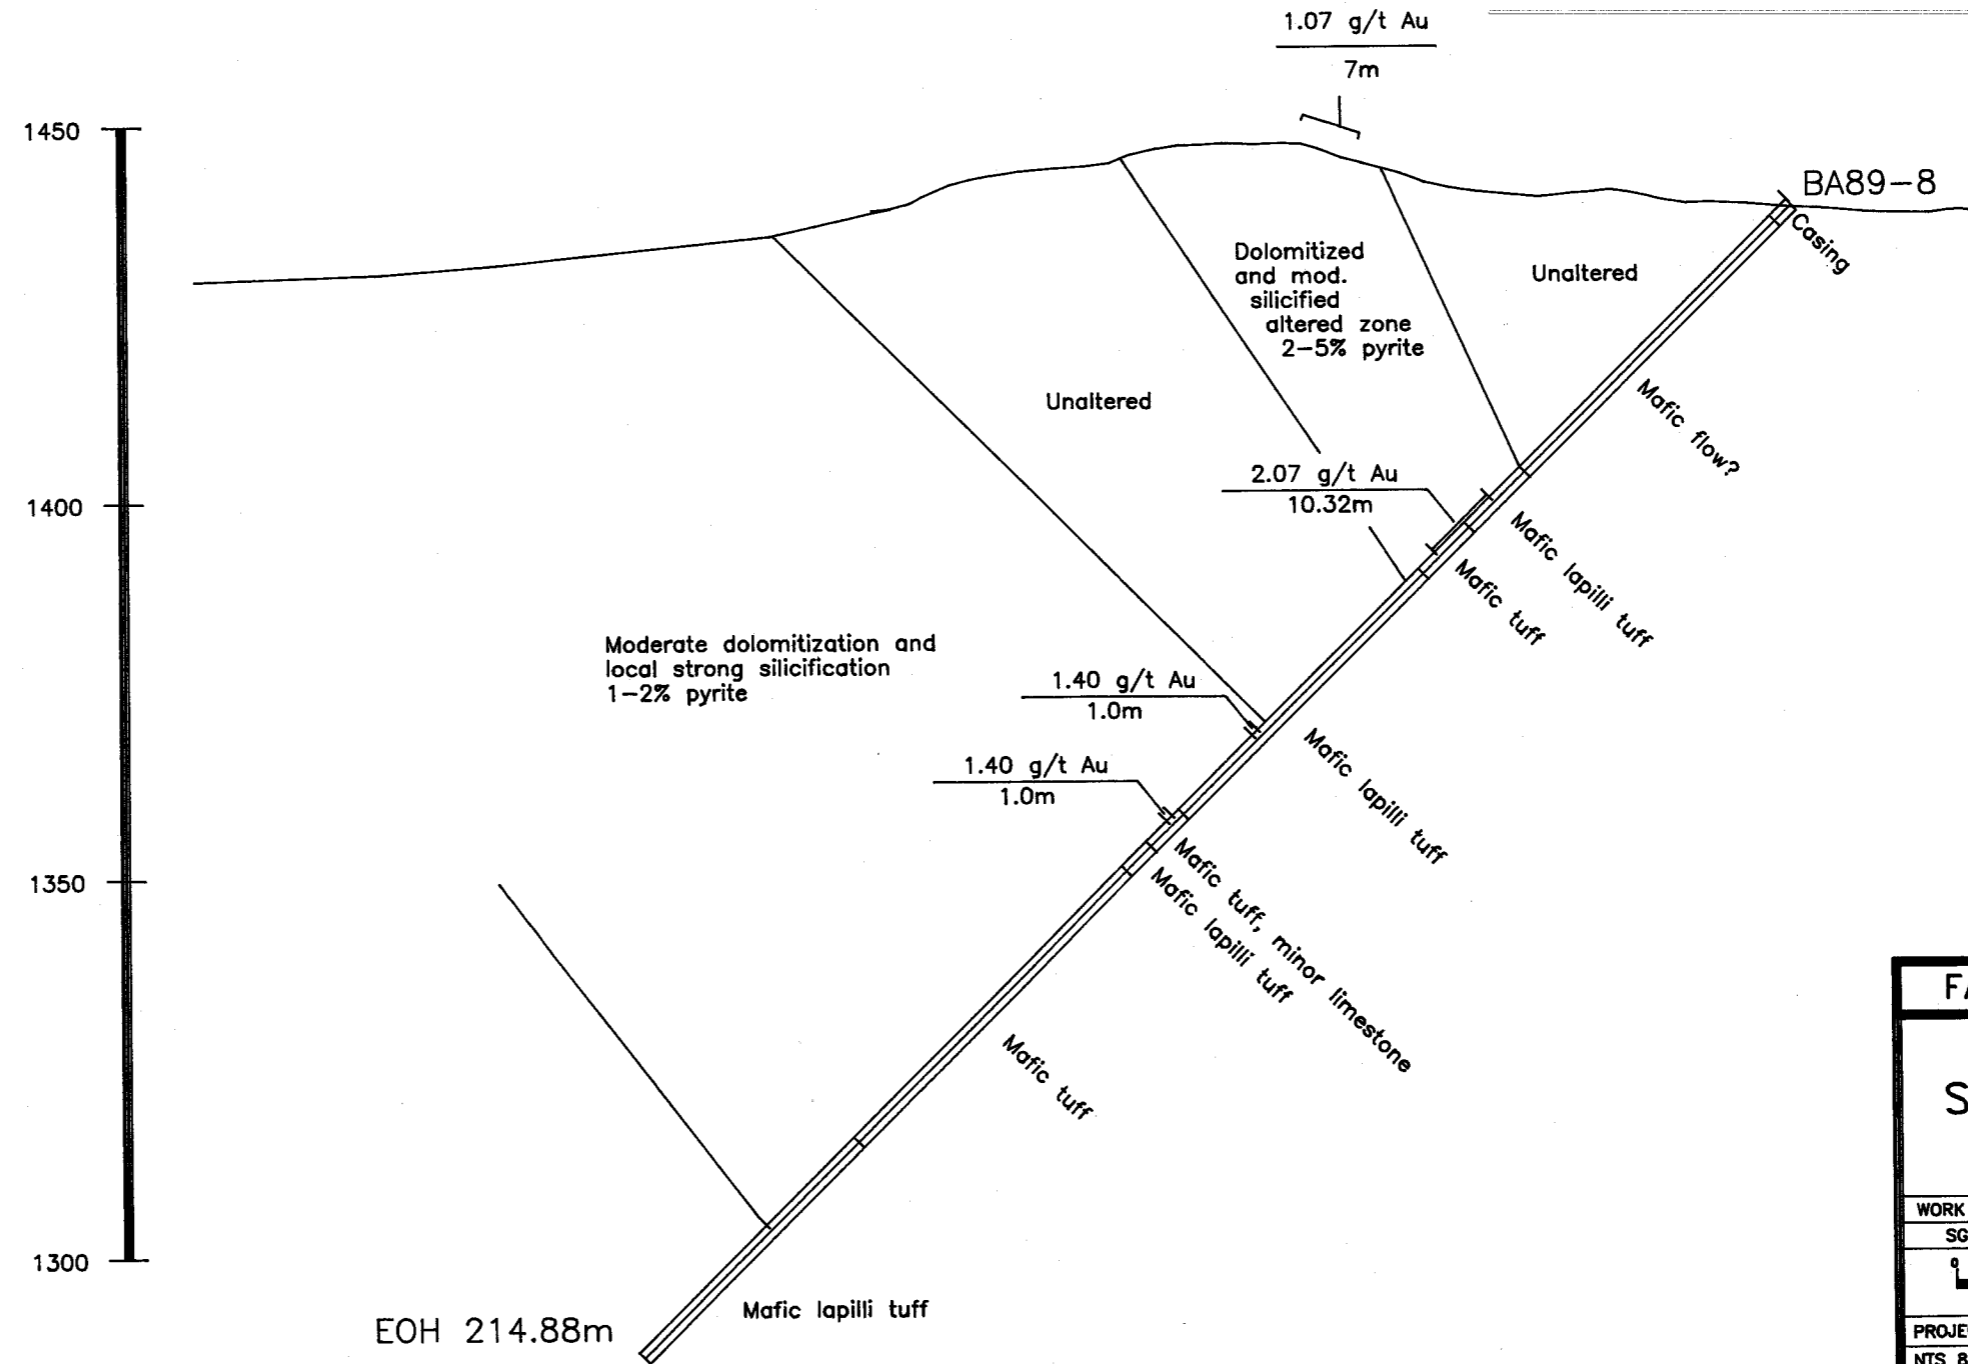 1.07 g/t Au
7m
1450
BA89-8
Casing
Dolomitized
and mod.
silicified
altered zone
2-5% pyrite
Unaltered
Unaltered
Mafic flow?
2.07 g/t Au
10.32m
1400
Mafic lapilli tuff
Mafic tuff
Moderate dolomitization and
local strong silicification
1-2% pyrite
1.40 g/t Au
1.0m
Mafic lapilli tuff
1.40 g/t Au
1.0m
1350
Mafic tuff, minor limestone
Mafic lapilli tuff
Mafic tuff
1300
Mafic lapilli tuff
EOH 214.88m
WORK
0